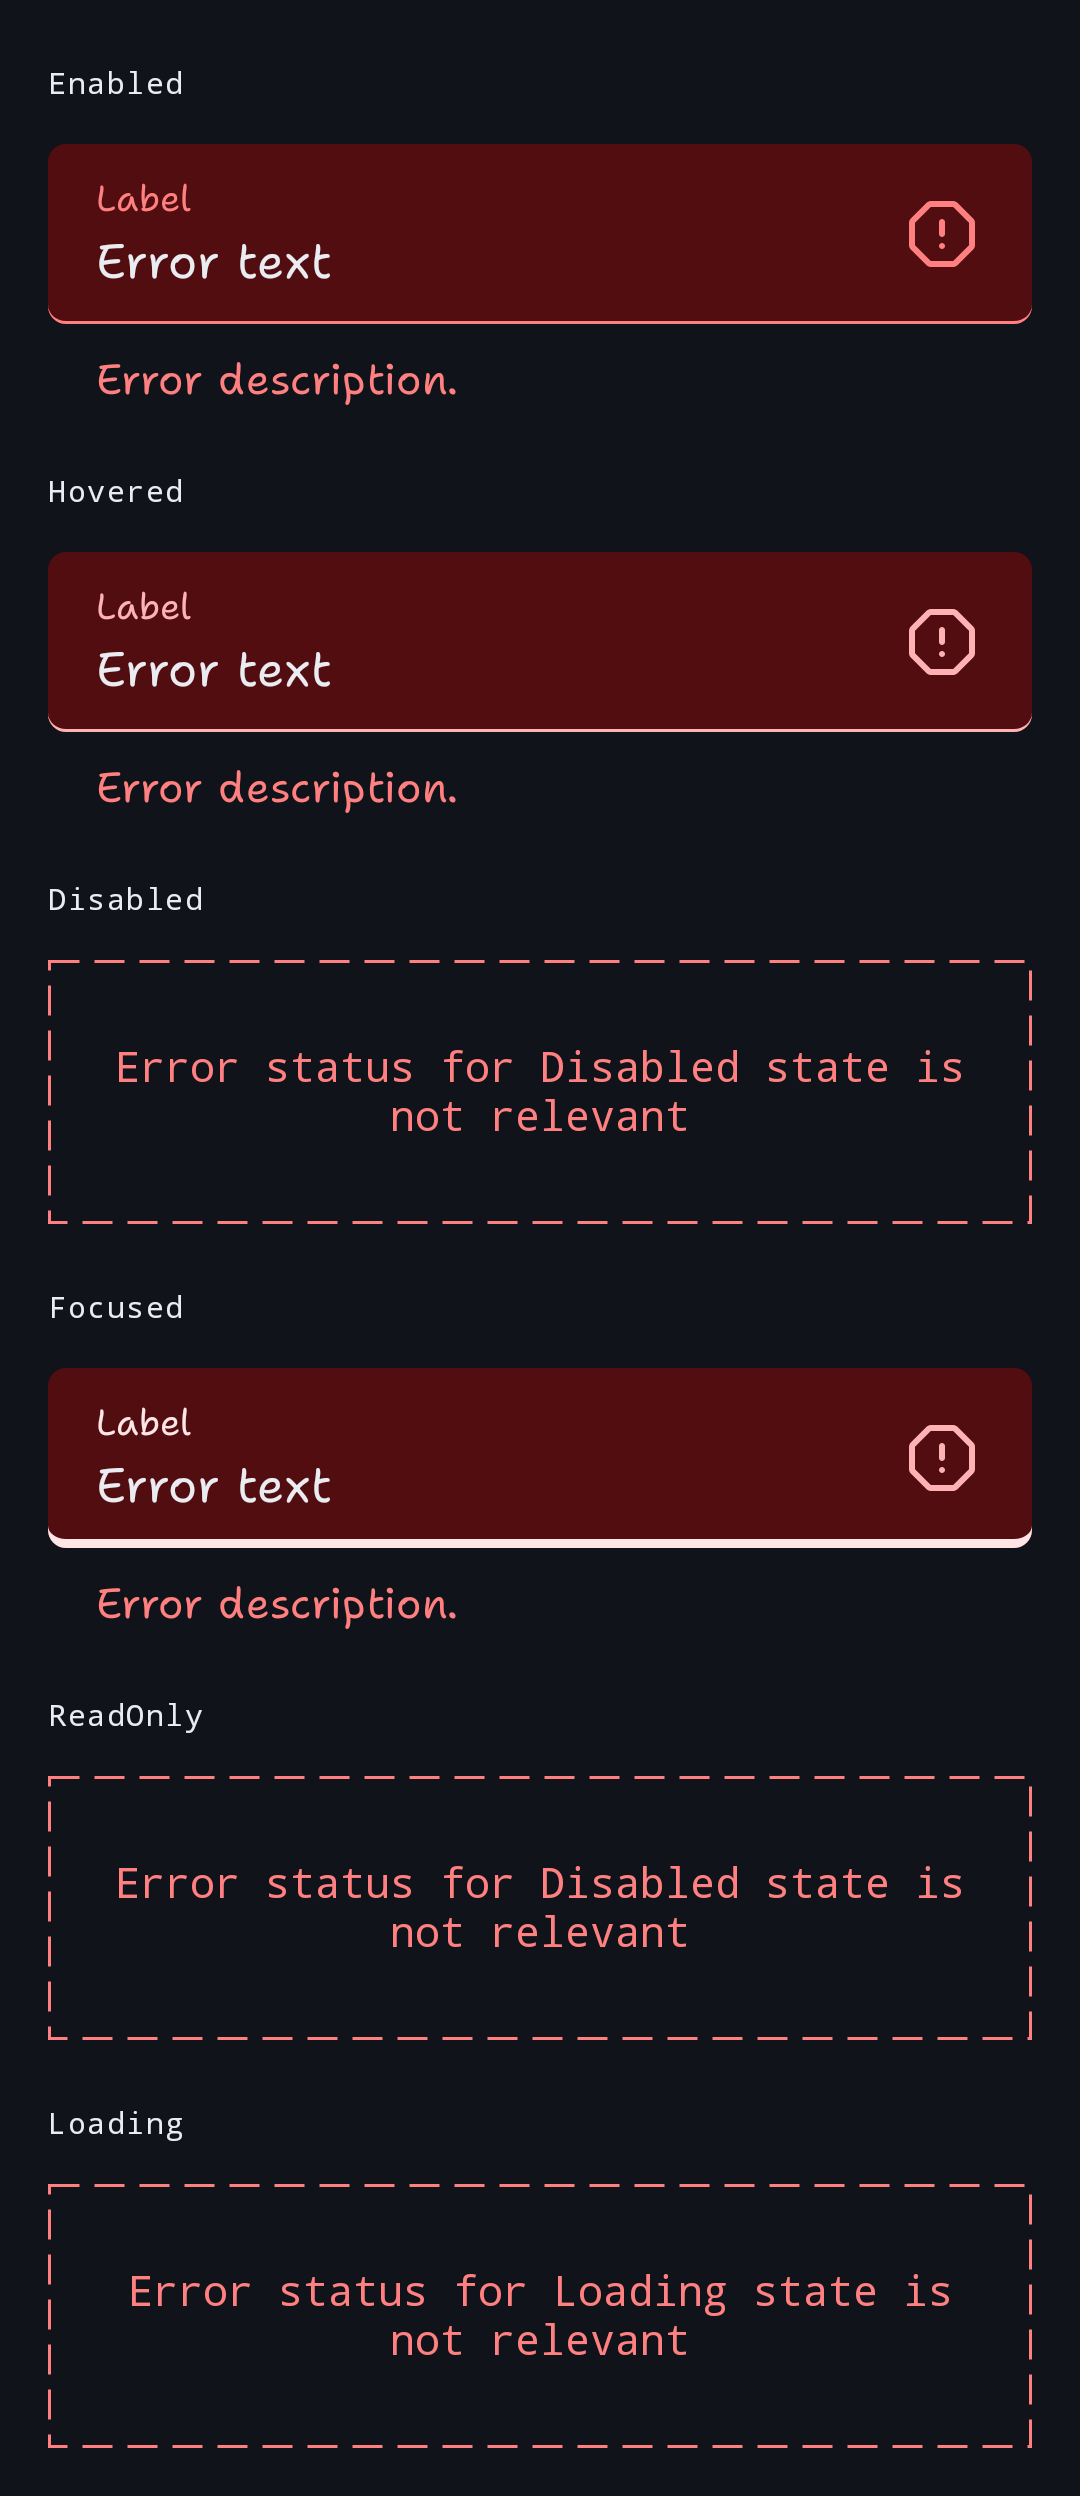 Enabled
Label
Error text
Error description.
Hovered
Label
Error text
Error description.
Disabled
Error status for Disabled state is
not relevant
Focused
Label
Error text
Error description.
ReadOnly
Error status for Disabled state is
not relevant
Loading
Error status for Loading state is
not relevant